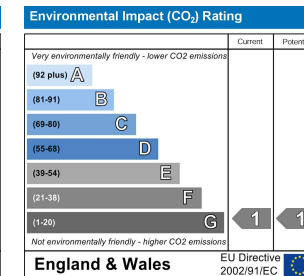 Environmental Impact (CO₂) Rating
Current Potent
Very environmentally friendly - lower CO2 emissions
(92 plus) A
(81-91) B
(69-80) C
(55-68) D
(39-54) E
(21-38) F
(1-20) G 1 1
Not environmentally friendly - higher CO2 emissions
England & Wales
EU Directive
2002/91/EC